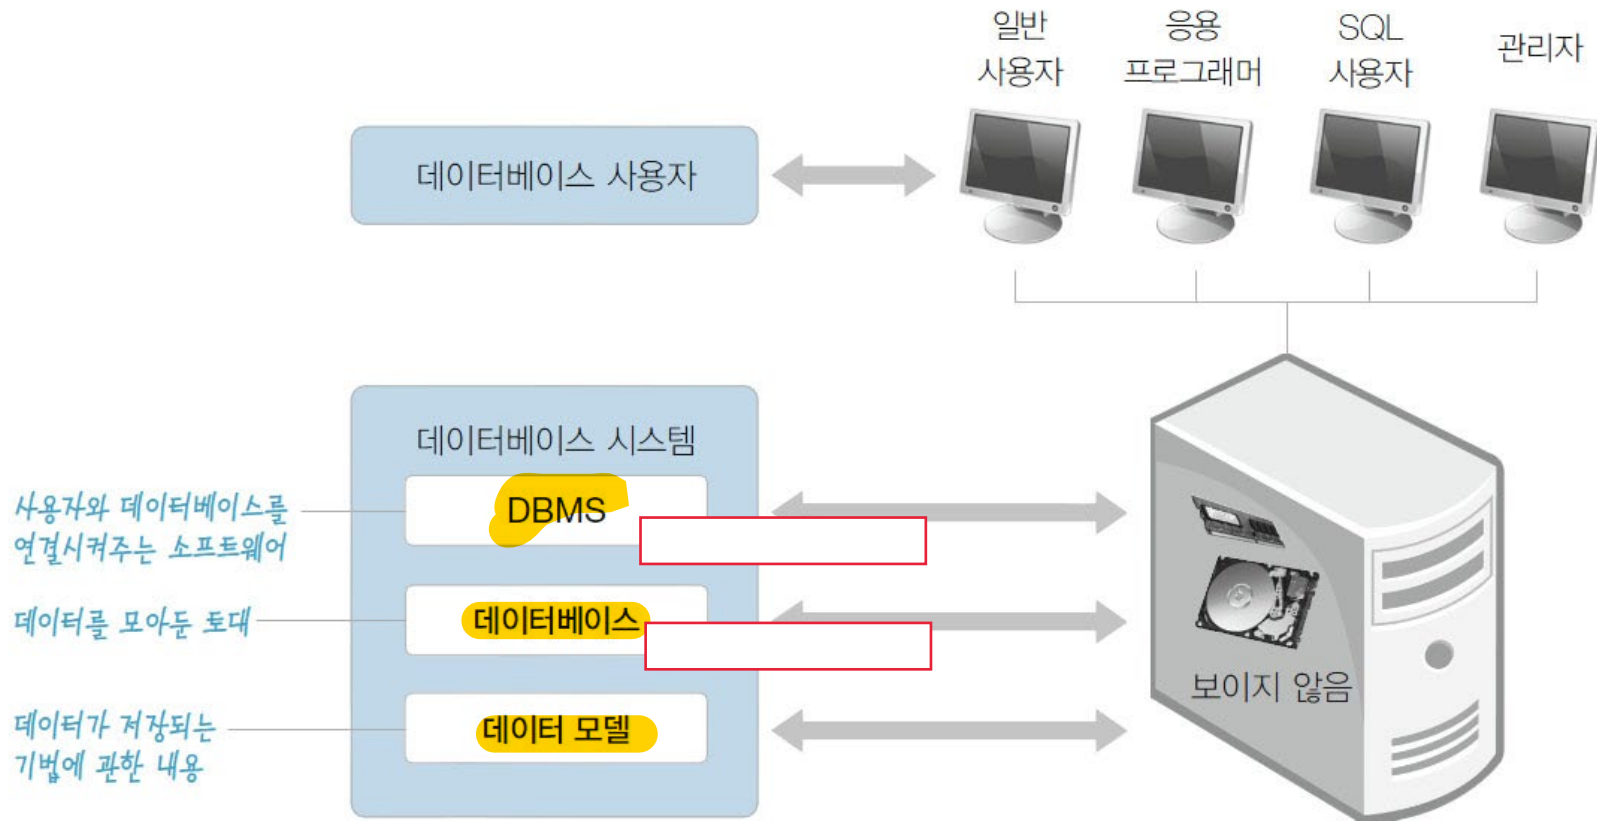 일반
사용자
응용
프로그래머
SQL
사용자
관리자
데이터베이스 사용자
데이터베이스 시스템
DBMS
사용자와 데이터베이스를
연결시켜주는 소프트웨어
데이터베이스
데이터를 모아둔 토대
데이터 모델
데이터가 저장되는
기법에 관한 내용
보이지 않음